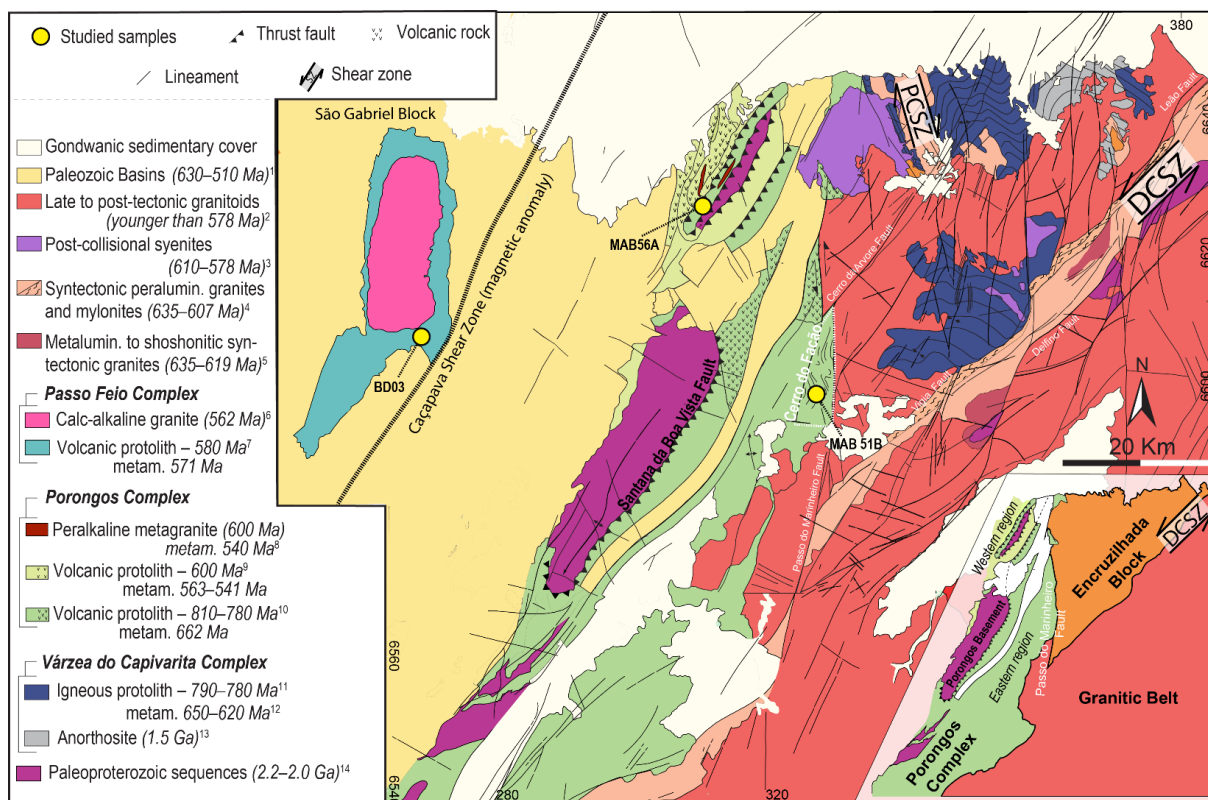 Studied samples
Thrust fault
Volcanic rock
Lineament
Shear zone
Gondwanic sedimentary cover
Paleozoic Basins (630–510 Ma)¹
Late to post-tectonic granitoids
(younger than 578 Ma)²
Post-collisional syenites
(610–578 Ma)³
Syntectonic peralumin. granites
and mylonites (635–607 Ma)⁴
Metalumin. to shoshonitic syn-
tectonic granites (635–619 Ma)⁵
Passo Feio Complex
Calc-alkaline granite (562 Ma)⁶
Volcanic protolith – 580 Ma⁷
metam. 571 Ma
Porongos Complex
Peralkaline metagranite (600 Ma)
metam. 540 Ma⁸
Volcanic protolith – 600 Ma⁹
metam. 563–541 Ma
Volcanic protolith – 810–780 Ma¹⁰
metam. 662 Ma
Várzea do Capivarita Complex
Igneous protolith – 790–780 Ma¹¹
metam. 650–620 Ma¹²
Anorthosite (1.5 Ga)¹³
Paleoproterozoic sequences (2.2–2.0 Ga)¹⁴
São Gabriel Block
BD03
Caçapava Shear Zone (magnetic anomaly)
MAB56A
Santana da Boa Vista Fault
Cerro do Facão
MAB 51B
Cerro da Árvore Fault
Passo do Marinheiro Fault
PCSZ
DCSZ
Leão Fault
Delfino Fault
380
6640
6620
6600
N
20 Km
6560
6540
280
320
Western region
Porongos Basement
Eastern region
Porongos
Complex
Passo do Marinheiro
Fault
Encruzilhada
Block
DCSZ
Granitic Belt